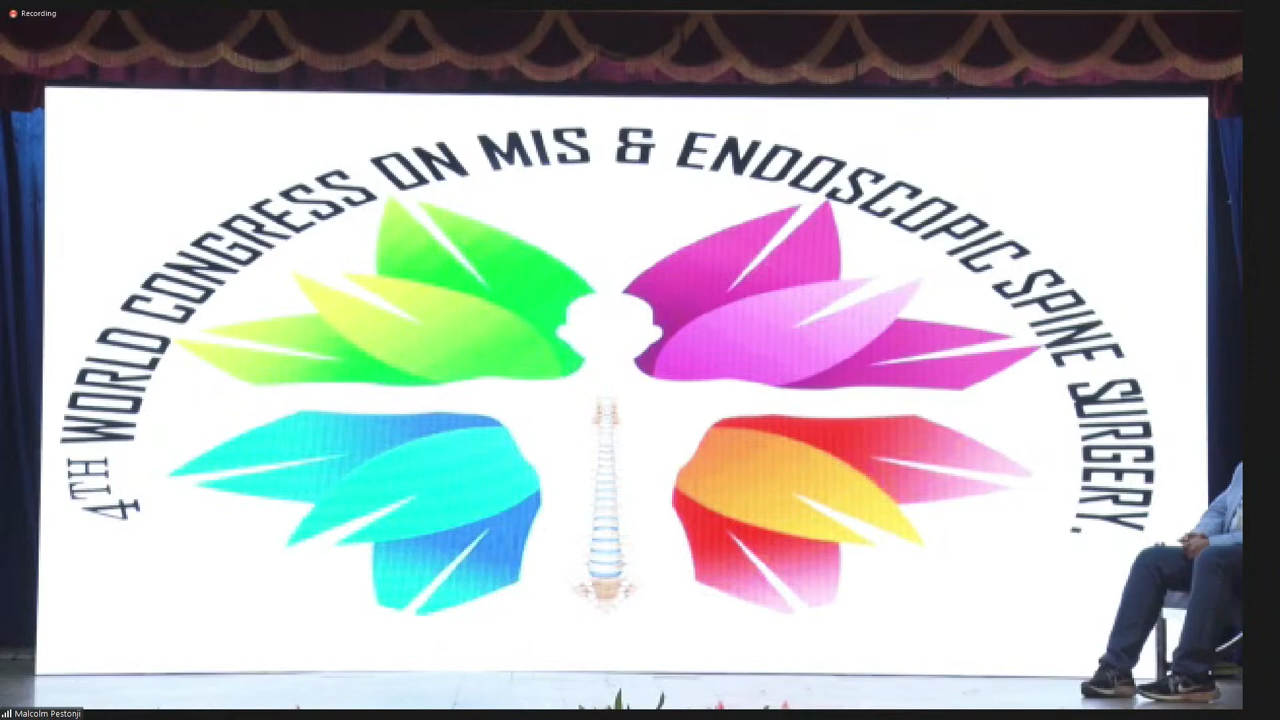 Recording
4TH WORLD CONGRESS ON MIS & ENDOSCOPIC SPINE SURGERY.
Malcolm Pestonji